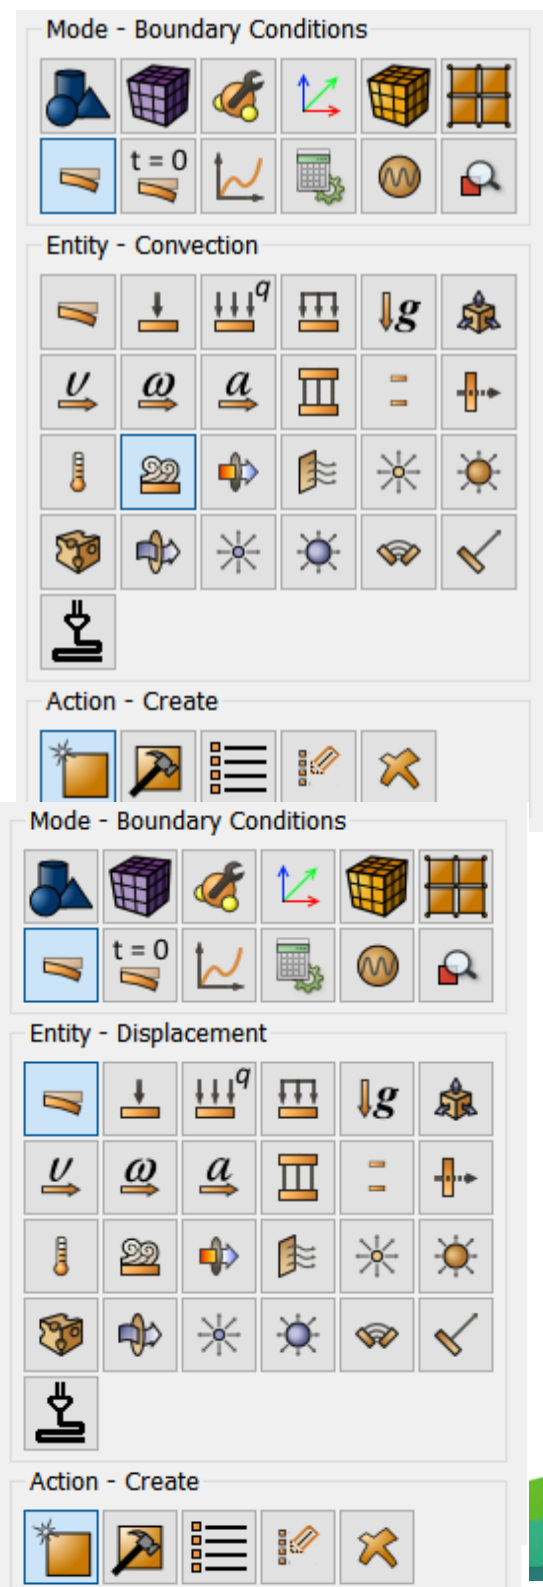 Mode - Boundary Conditions
t = 0
Entity - Convection
q
g
υ ω a
Action - Create
Mode - Boundary Conditions
t = 0
Entity - Displacement
q
g
υ ω a
Action - Create